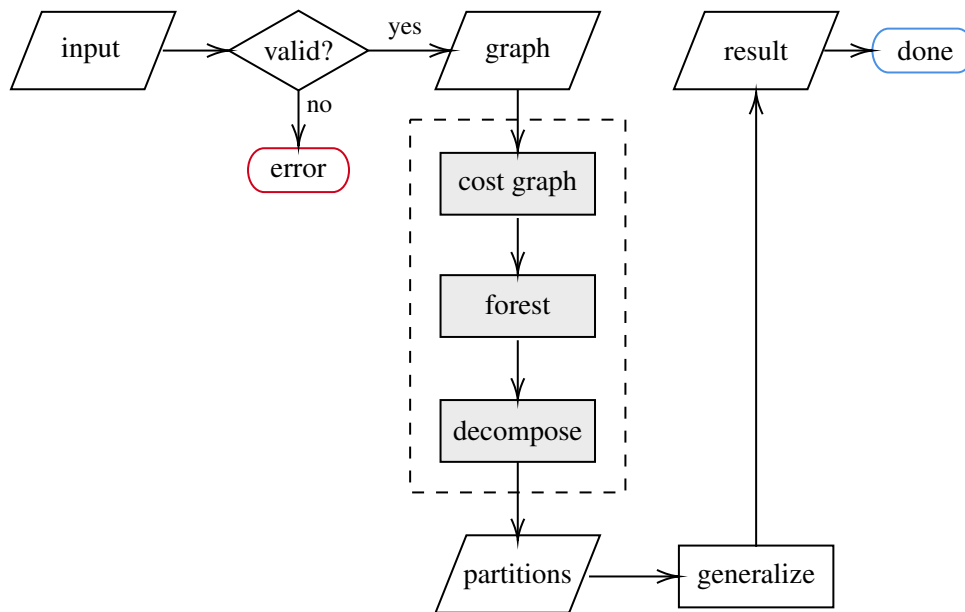 input
valid?
yes
graph
result
done
no
error
cost graph
forest
decompose
partitions
generalize